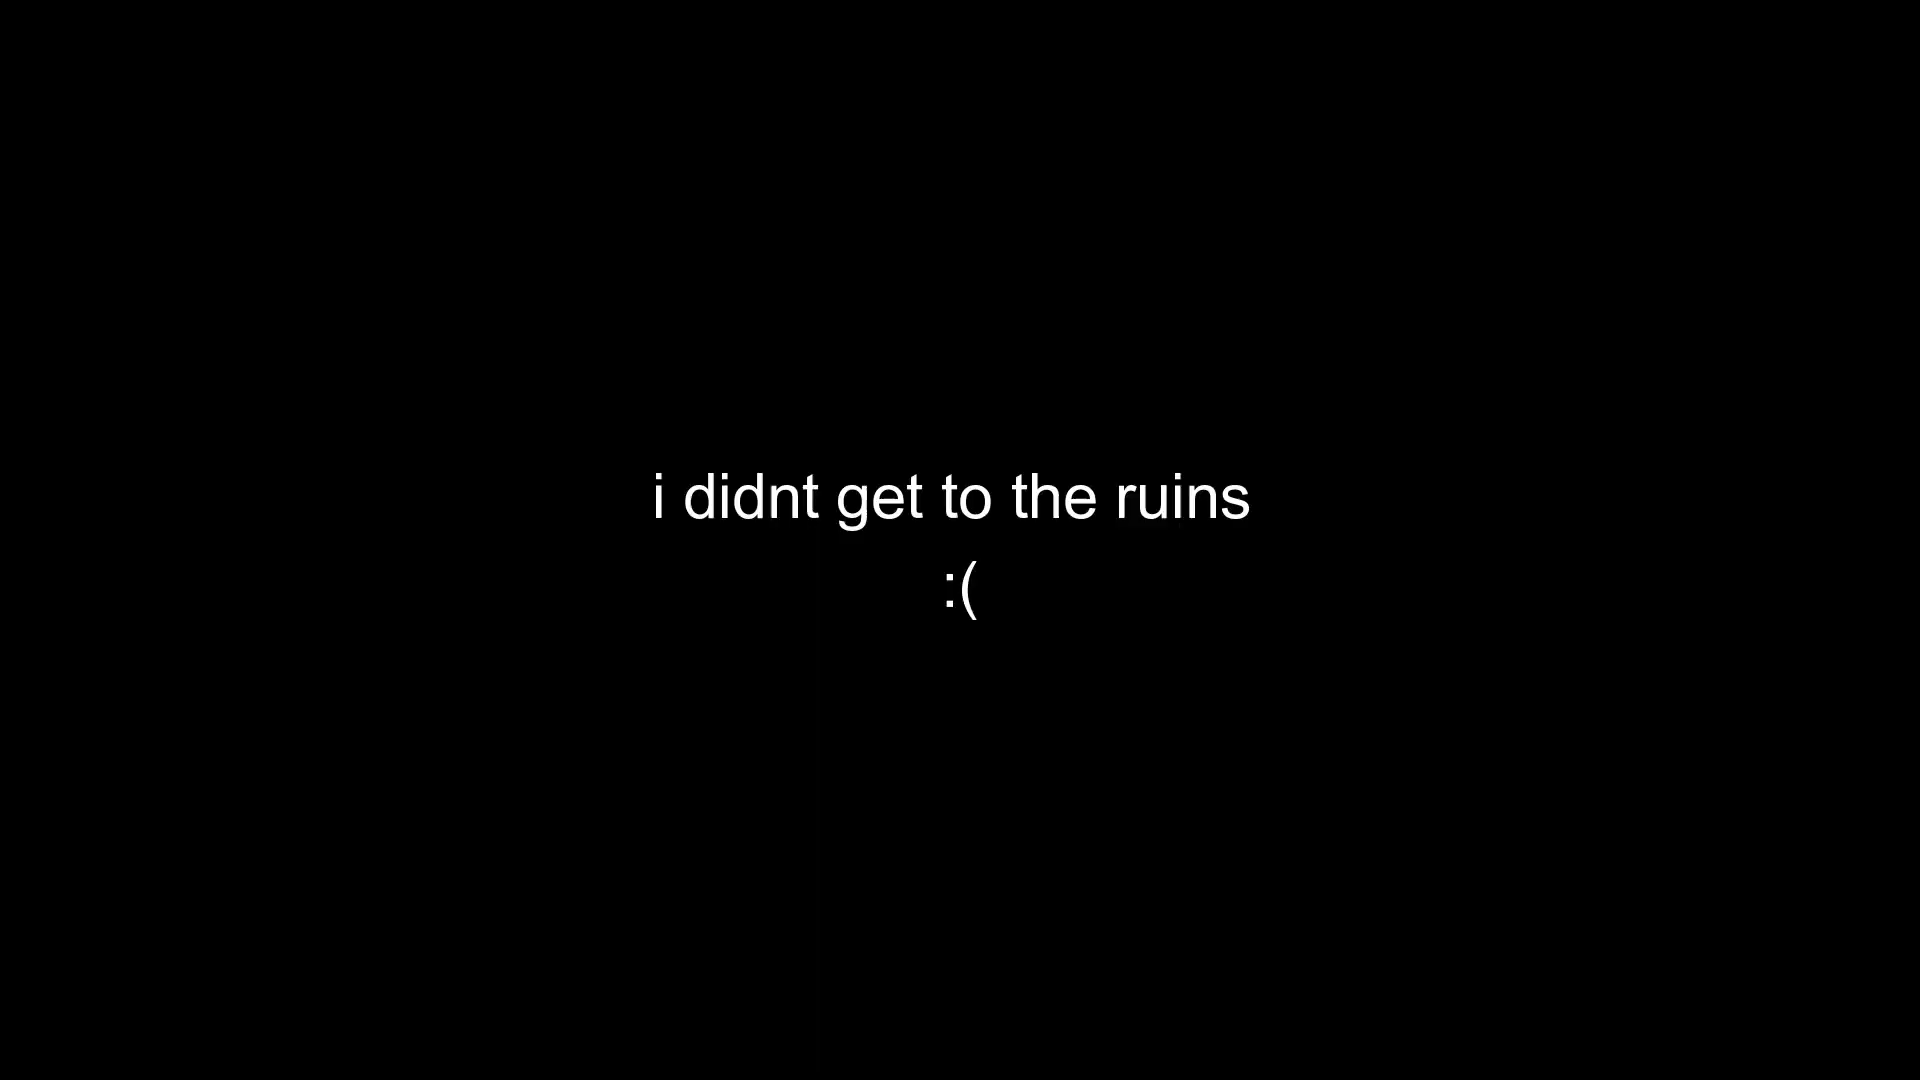 i didnt get to the ruins
:(